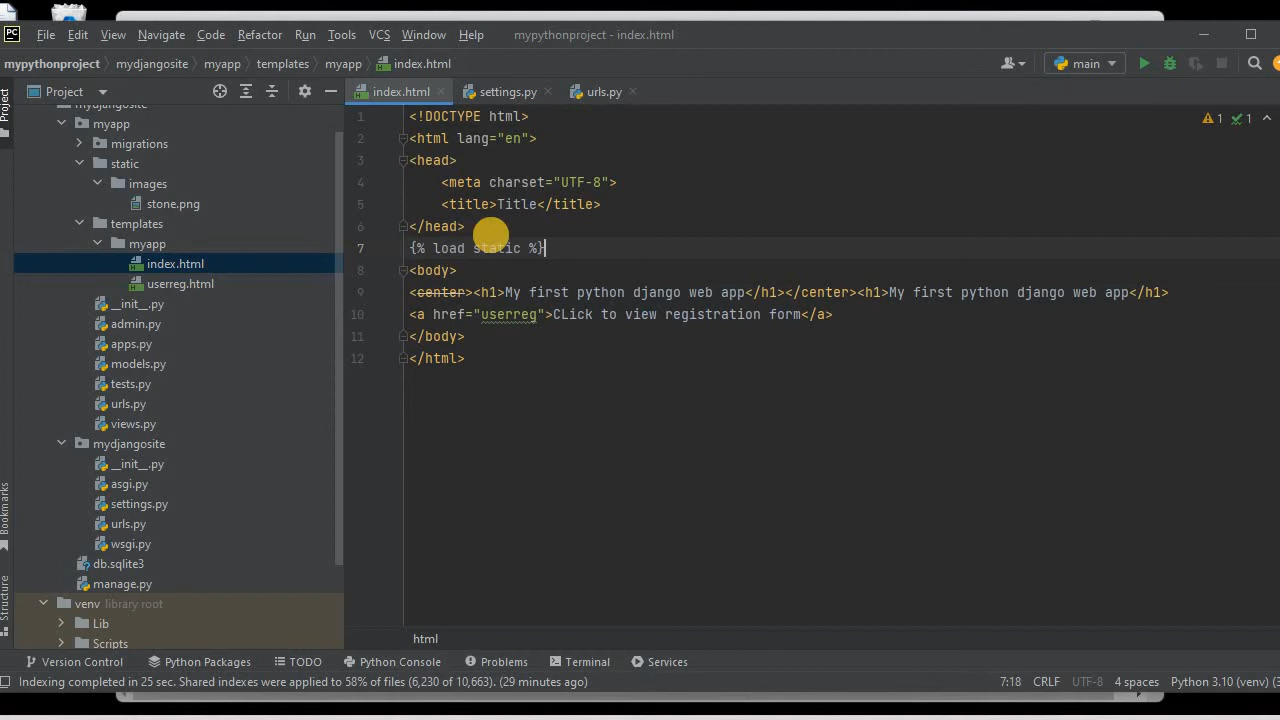 PC File Edit View Navigate Code Refactor Run Tools VCS Window Help mypythonproject - index.html
mypythonproject mydjangosite myapp templates myapp index.html main
Project index.html settings.py urls.py
Project
mydjangosite
myapp
migrations
static
images
stone.png
templates
myapp
index.html
userreg.html
__init__.py
admin.py
apps.py
models.py
tests.py
urls.py
views.py
mydjangosite
__init__.py
asgi.py
settings.py
urls.py
wsgi.py
db.sqlite3
manage.py
venv library root
Lib
Scripts
Bookmarks
Structure
1 <!DOCTYPE html>
2 <html lang="en">
3 <head>
4 <meta charset="UTF-8">
5 <title>Title</title>
6 </head>
7 {% load static %}
8 <body>
9 <center><h1>My first python django web app</h1></center><h1>My first python django web app</h1>
10 <a href="userreg">CLick to view registration form</a>
11 </body>
12 </html>
1 1
html
Version Control Python Packages TODO Python Console Problems Terminal Services
Indexing completed in 25 sec. Shared indexes were applied to 58% of files (6,230 of 10,663). (29 minutes ago) 7:18 CRLF UTF-8 4 spaces Python 3.10 (venv)